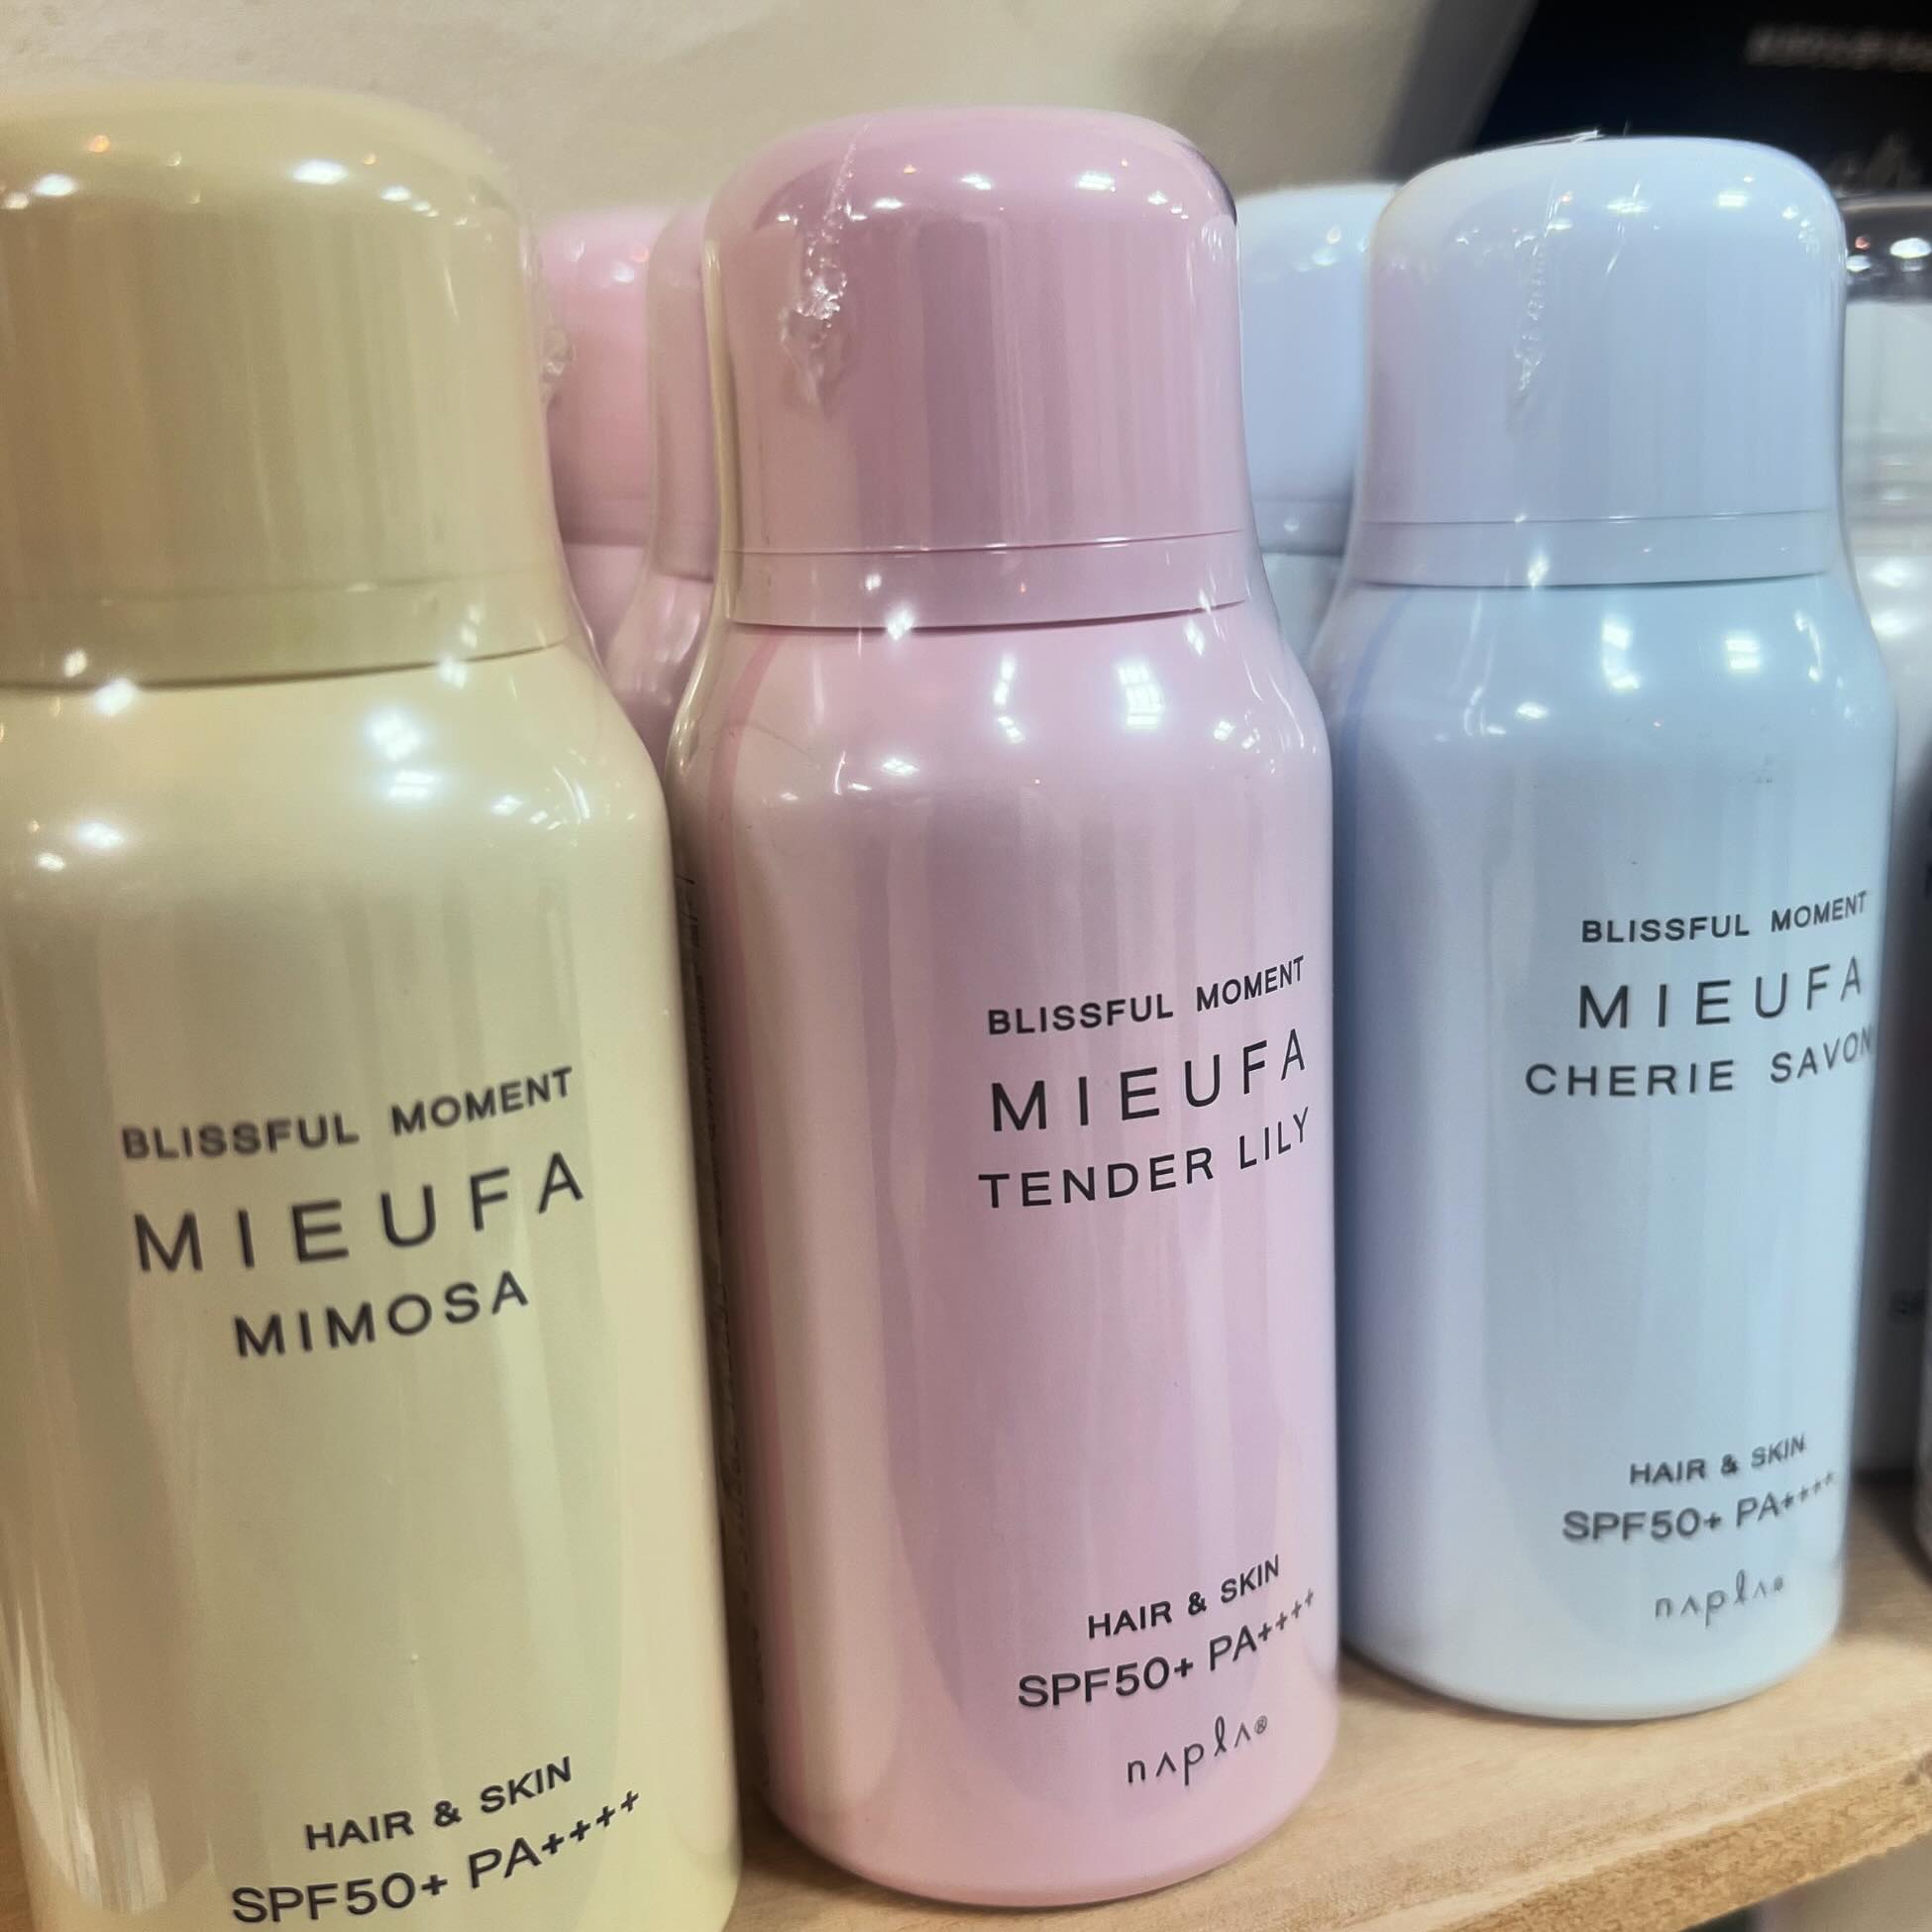 BLISSFUL MOMENT
MIEUFA
MIMOSA
HAIR & SKIN
SPF50+ PA++++
BLISSFUL MOMENT
MIEUFA
TENDER LILY
HAIR & SKIN
SPF50+ PA++++
napla®
BLISSFUL MOMENT
MIEUFA
CHERIE SAVON
HAIR & SKIN
SPF50+ PA++++
napla®